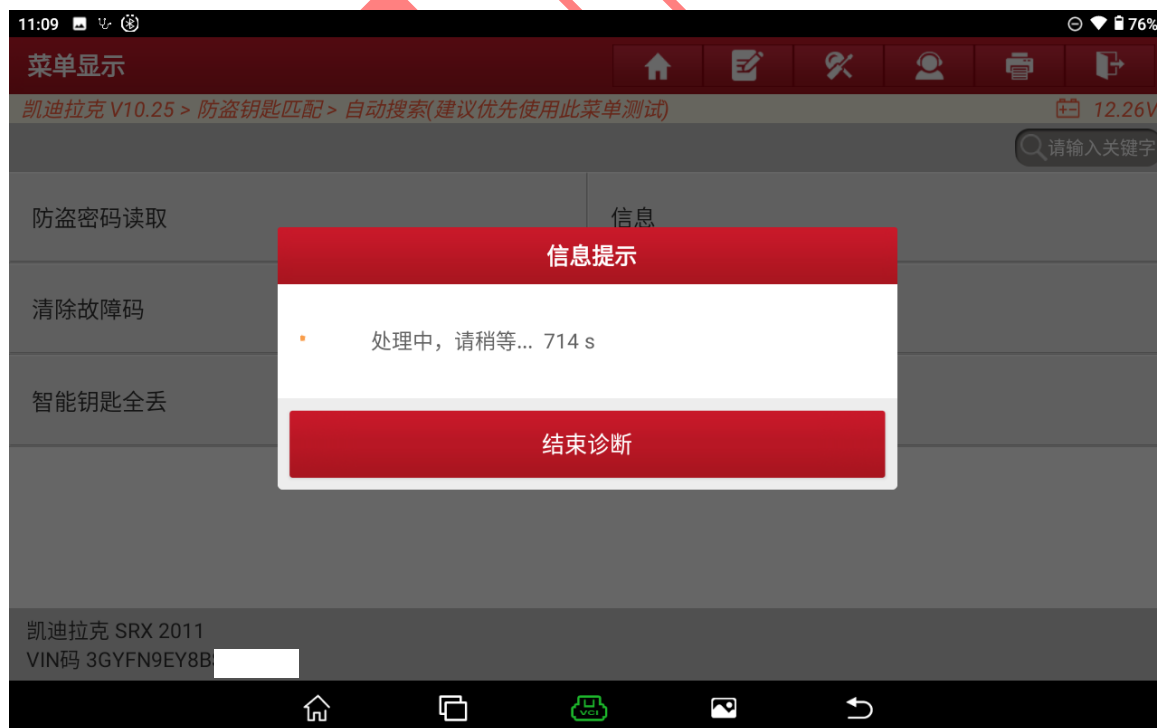 11:09
76%
菜单显示
凯迪拉克 V10.25 > 防盗钥匙匹配 > 自动搜索(建议优先使用此菜单测试)
12.26V
请输入关键字
防盗密码读取
信息
信息提示
清除故障码
处理中，请稍等... 714 s
智能钥匙全丢
结束诊断
凯迪拉克 SRX 2011
VIN码 3GYFN9EY8B
VCI